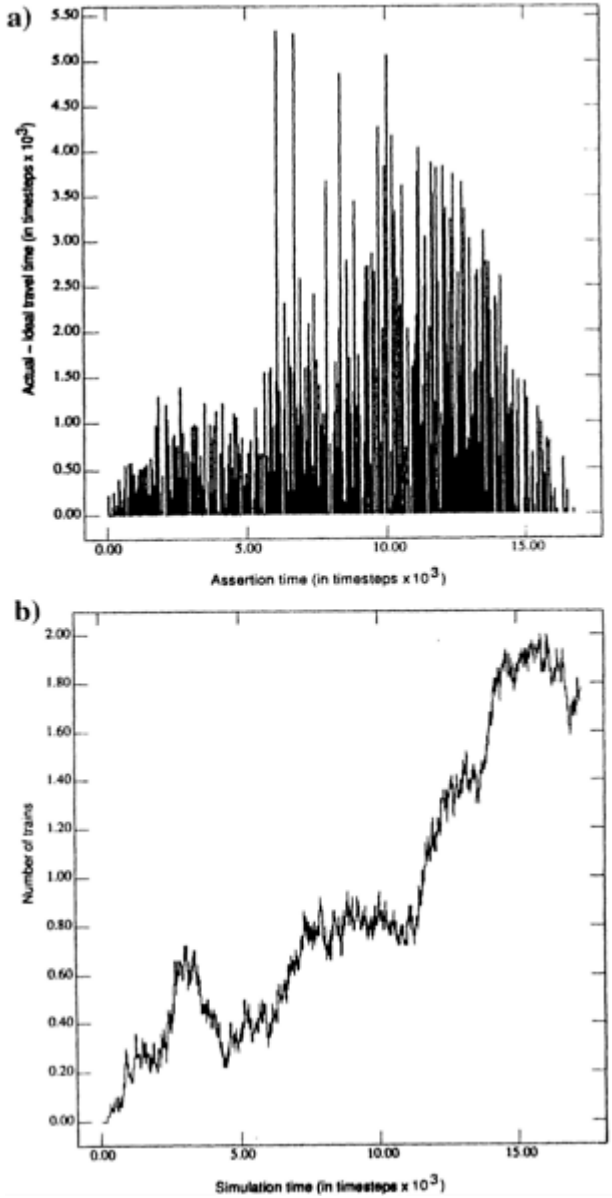 a)
5.50
5.00
4.50
4.00
3.50
3.00
2.50
2.00
1.50
1.00
0.50
0.00
Actual – Ideal travel time (in timesteps x 10³)
0.00 5.00 10.00 15.00
Assertion time (in timesteps x 10³)
b)
2.00
1.80
1.60
1.40
1.20
1.00
0.80
0.60
0.40
0.20
0.00
Number of trains
0.00 5.00 10.00 15.00
Simulation time (in timesteps x 10³)